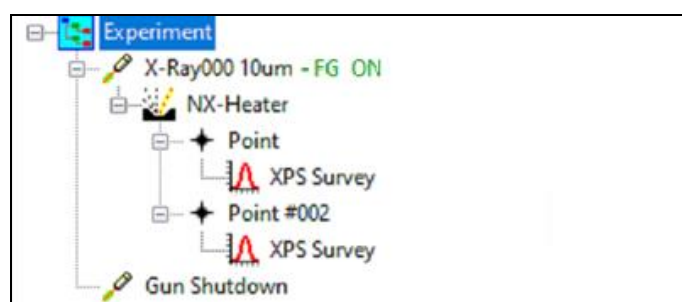 Experiment
X-Ray000 10um - FG ON
NX-Heater
Point
XPS Survey
Point #002
XPS Survey
Gun Shutdown